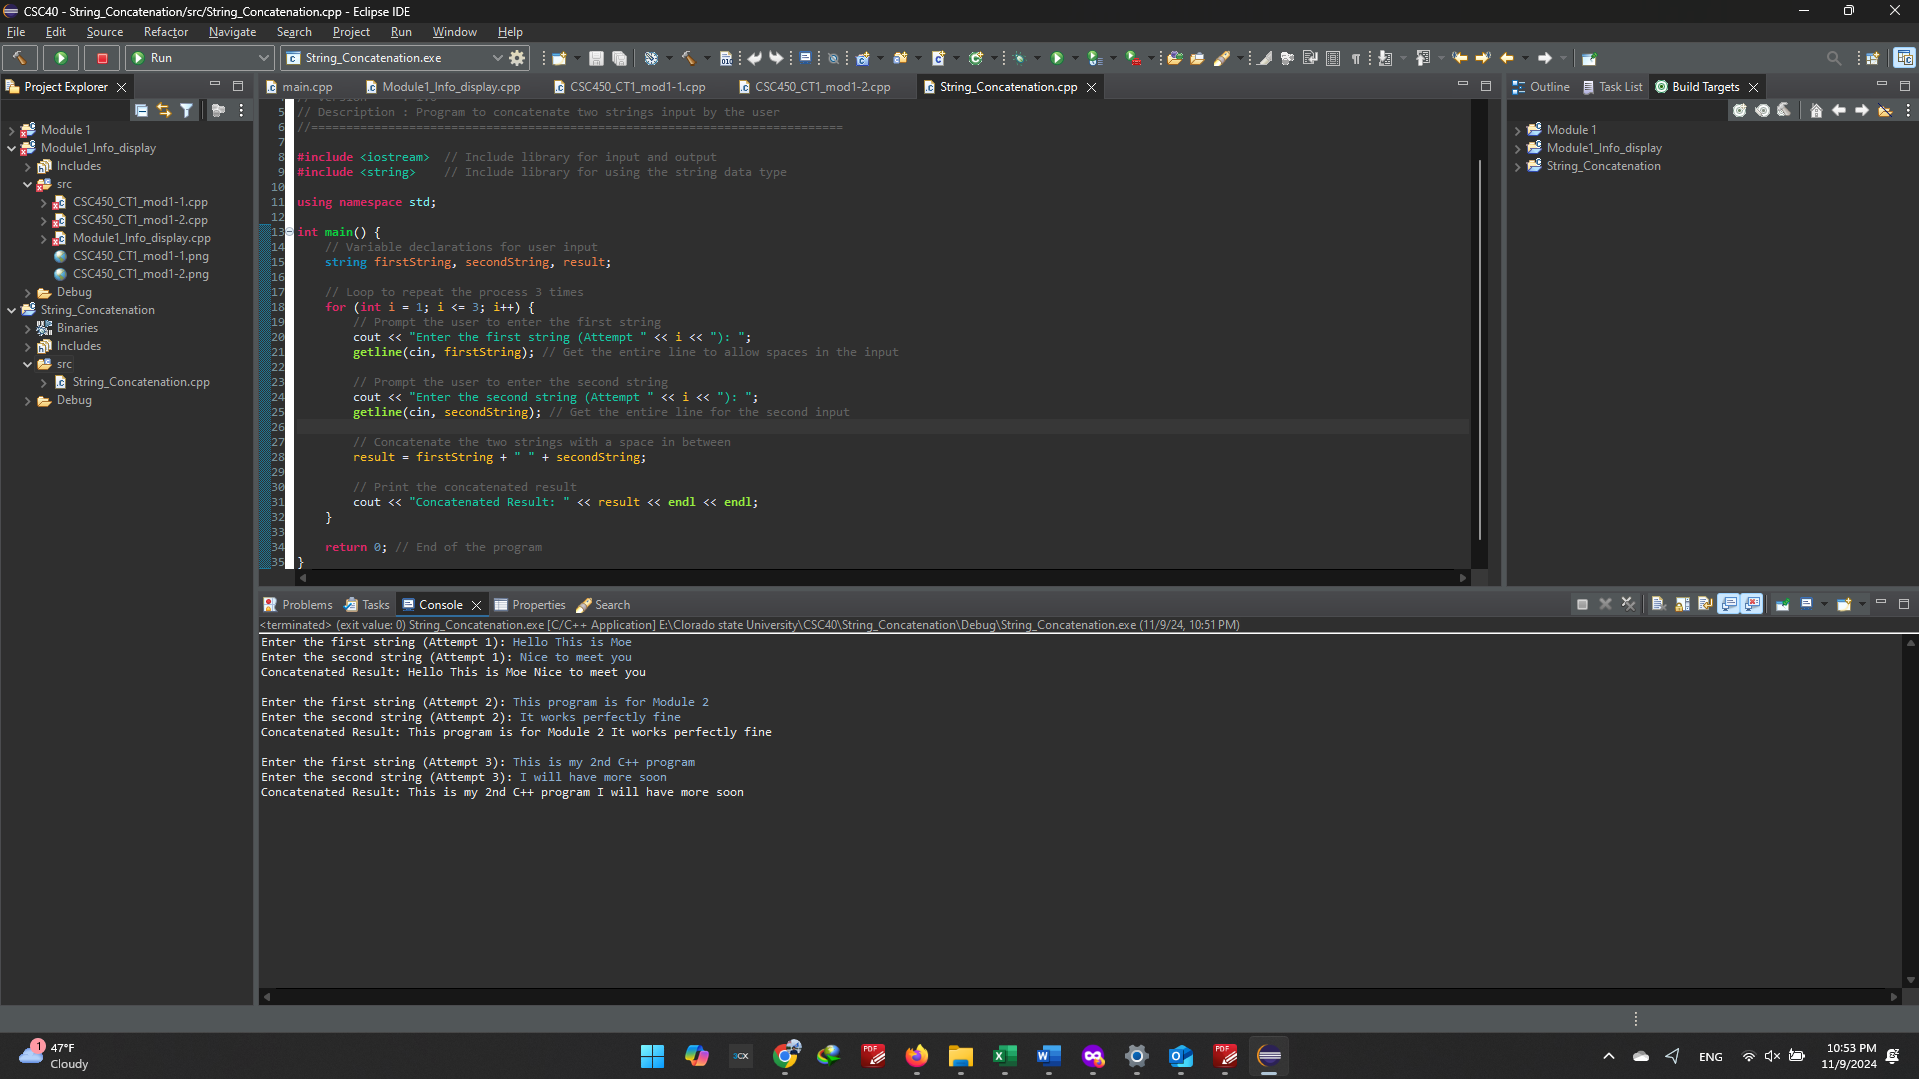 CSC40 - String_Concatenation/src/String_Concatenation.cpp - Eclipse IDE
File Edit Source Refactor Navigate Search Project Run Window Help
Run
String_Concatenation.exe
Project Explorer
main.cpp
Module1_Info_display.cpp
CSC450_CT1_mod1-1.cpp
CSC450_CT1_mod1-2.cpp
String_Concatenation.cpp
Outline
Task List
Build Targets
Module 1
Module1_Info_display
Includes
src
CSC450_CT1_mod1-1.cpp
CSC450_CT1_mod1-2.cpp
Module1_Info_display.cpp
CSC450_CT1_mod1-1.png
CSC450_CT1_mod1-2.png
Debug
String_Concatenation
Binaries
Includes
src
String_Concatenation.cpp
Debug
5 // Description : Program to concatenate two strings input by the user
6 //============================================================================
7
8 #include <iostream>  // Include library for input and output
9 #include <string>    // Include library for using the string data type
10
11 using namespace std;
12
13 int main() {
14     // Variable declarations for user input
15     string firstString, secondString, result;
16
17     // Loop to repeat the process 3 times
18     for (int i = 1; i <= 3; i++) {
19         // Prompt the user to enter the first string
20         cout << "Enter the first string (Attempt " << i << "): ";
21         getline(cin, firstString); // Get the entire line to allow spaces in the input
22
23         // Prompt the user to enter the second string
24         cout << "Enter the second string (Attempt " << i << "): ";
25         getline(cin, secondString); // Get the entire line for the second input
26
27         // Concatenate the two strings with a space in between
28         result = firstString + " " + secondString;
29
30         // Print the concatenated result
31         cout << "Concatenated Result: " << result << endl << endl;
32     }
33
34     return 0; // End of the program
35 }
Module 1
Module1_Info_display
String_Concatenation
Problems Tasks Console Properties Search
<terminated> (exit value: 0) String_Concatenation.exe [C/C++ Application] E:\Clorado state University\CSC40\String_Concatenation\Debug\String_Concatenation.exe (11/9/24, 10:51 PM)
Enter the first string (Attempt 1): Hello This is Moe
Enter the second string (Attempt 1): Nice to meet you
Concatenated Result: Hello This is Moe Nice to meet you
Enter the first string (Attempt 2): This program is for Module 2
Enter the second string (Attempt 2): It works perfectly fine
Concatenated Result: This program is for Module 2 It works perfectly fine
Enter the first string (Attempt 3): This is my 2nd C++ program
Enter the second string (Attempt 3): I will have more soon
Concatenated Result: This is my 2nd C++ program I will have more soon
1
47°F
Cloudy
3CX
PDF
PDF
ENG
10:53 PM
11/9/2024